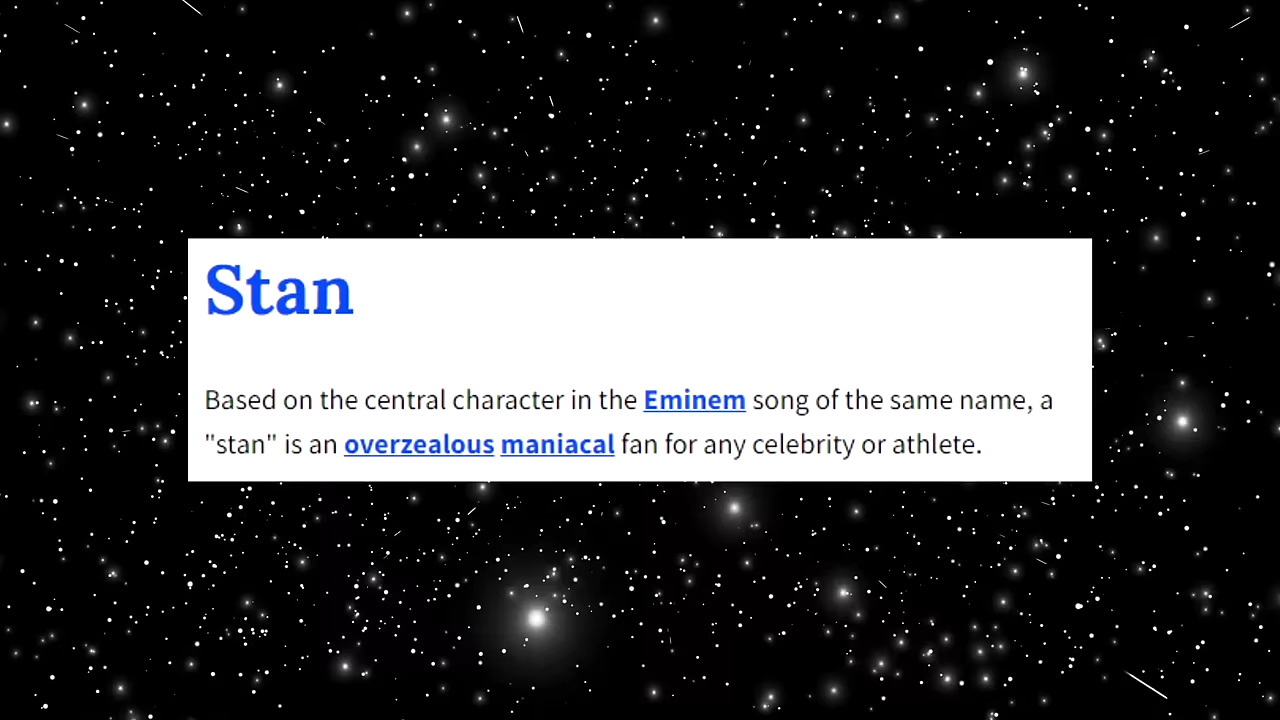 Stan
Based on the central character in the Eminem song of the same name, a
"stan" is an overzealous maniacal fan for any celebrity or athlete.